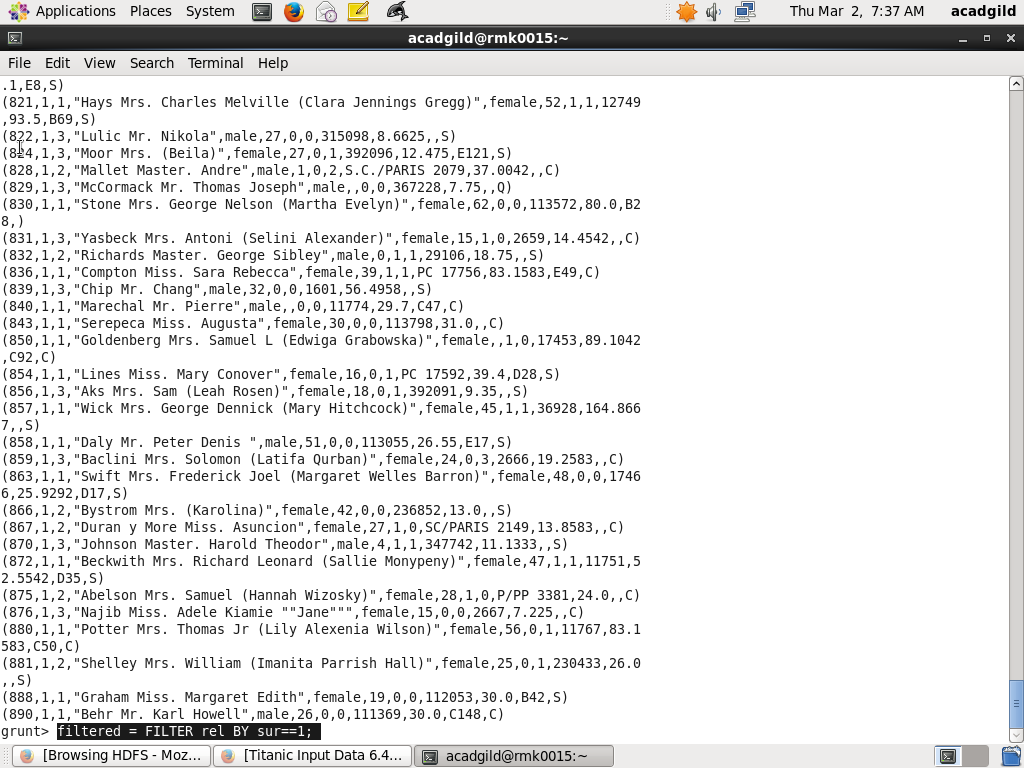 Applications Places System Thu Mar 2, 7:37 AM acadgild
acadgild@rmk0015:~
File Edit View Search Terminal Help
.1,E8,S)
(821,1,1,"Hays Mrs. Charles Melville (Clara Jennings Gregg)",female,52,1,1,12749
,93.5,B69,S)
(822,1,3,"Lulic Mr. Nikola",male,27,0,0,315098,8.6625,,S)
(824,1,3,"Moor Mrs. (Beila)",female,27,0,1,392096,12.475,E121,S)
(828,1,2,"Mallet Master. Andre",male,1,0,2,S.C./PARIS 2079,37.0042,,C)
(829,1,3,"McCormack Mr. Thomas Joseph",male,,0,0,367228,7.75,,Q)
(830,1,1,"Stone Mrs. George Nelson (Martha Evelyn)",female,62,0,0,113572,80.0,B2
8,)
(831,1,3,"Yasbeck Mrs. Antoni (Selini Alexander)",female,15,1,0,2659,14.4542,,C)
(832,1,2,"Richards Master. George Sibley",male,0,1,1,29106,18.75,,S)
(836,1,1,"Compton Miss. Sara Rebecca",female,39,1,1,PC 17756,83.1583,E49,C)
(839,1,3,"Chip Mr. Chang",male,32,0,0,1601,56.4958,,S)
(840,1,1,"Marechal Mr. Pierre",male,,0,0,11774,29.7,C47,C)
(843,1,1,"Serepeca Miss. Augusta",female,30,0,0,113798,31.0,,C)
(850,1,1,"Goldenberg Mrs. Samuel L (Edwiga Grabowska)",female,,1,0,17453,89.1042
,C92,C)
(854,1,1,"Lines Miss. Mary Conover",female,16,0,1,PC 17592,39.4,D28,S)
(856,1,3,"Aks Mrs. Sam (Leah Rosen)",female,18,0,1,392091,9.35,,S)
(857,1,1,"Wick Mrs. George Dennick (Mary Hitchcock)",female,45,1,1,36928,164.866
7,,S)
(858,1,1,"Daly Mr. Peter Denis ",male,51,0,0,113055,26.55,E17,S)
(859,1,3,"Baclini Mrs. Solomon (Latifa Qurban)",female,24,0,3,2666,19.2583,,C)
(863,1,1,"Swift Mrs. Frederick Joel (Margaret Welles Barron)",female,48,0,0,1746
6,25.9292,D17,S)
(866,1,2,"Bystrom Mrs. (Karolina)",female,42,0,0,236852,13.0,,S)
(867,1,2,"Duran y More Miss. Asuncion",female,27,1,0,SC/PARIS 2149,13.8583,,C)
(870,1,3,"Johnson Master. Harold Theodor",male,4,1,1,347742,11.1333,,S)
(872,1,1,"Beckwith Mrs. Richard Leonard (Sallie Monypeny)",female,47,1,1,11751,5
2.5542,D35,S)
(875,1,2,"Abelson Mrs. Samuel (Hannah Wizosky)",female,28,1,0,P/PP 3381,24.0,,C)
(876,1,3,"Najib Miss. Adele Kiamie ""Jane""",female,15,0,0,2667,7.225,,C)
(880,1,1,"Potter Mrs. Thomas Jr (Lily Alexenia Wilson)",female,56,0,1,11767,83.1
583,C50,C)
(881,1,2,"Shelley Mrs. William (Imanita Parrish Hall)",female,25,0,1,230433,26.0
,,S)
(888,1,1,"Graham Miss. Margaret Edith",female,19,0,0,112053,30.0,B42,S)
(890,1,1,"Behr Mr. Karl Howell",male,26,0,0,111369,30.0,C148,C)
grunt> filtered = FILTER rel BY sur==1;
[Browsing HDFS - Moz... [Titanic Input Data 6.4... acadgild@rmk0015:~